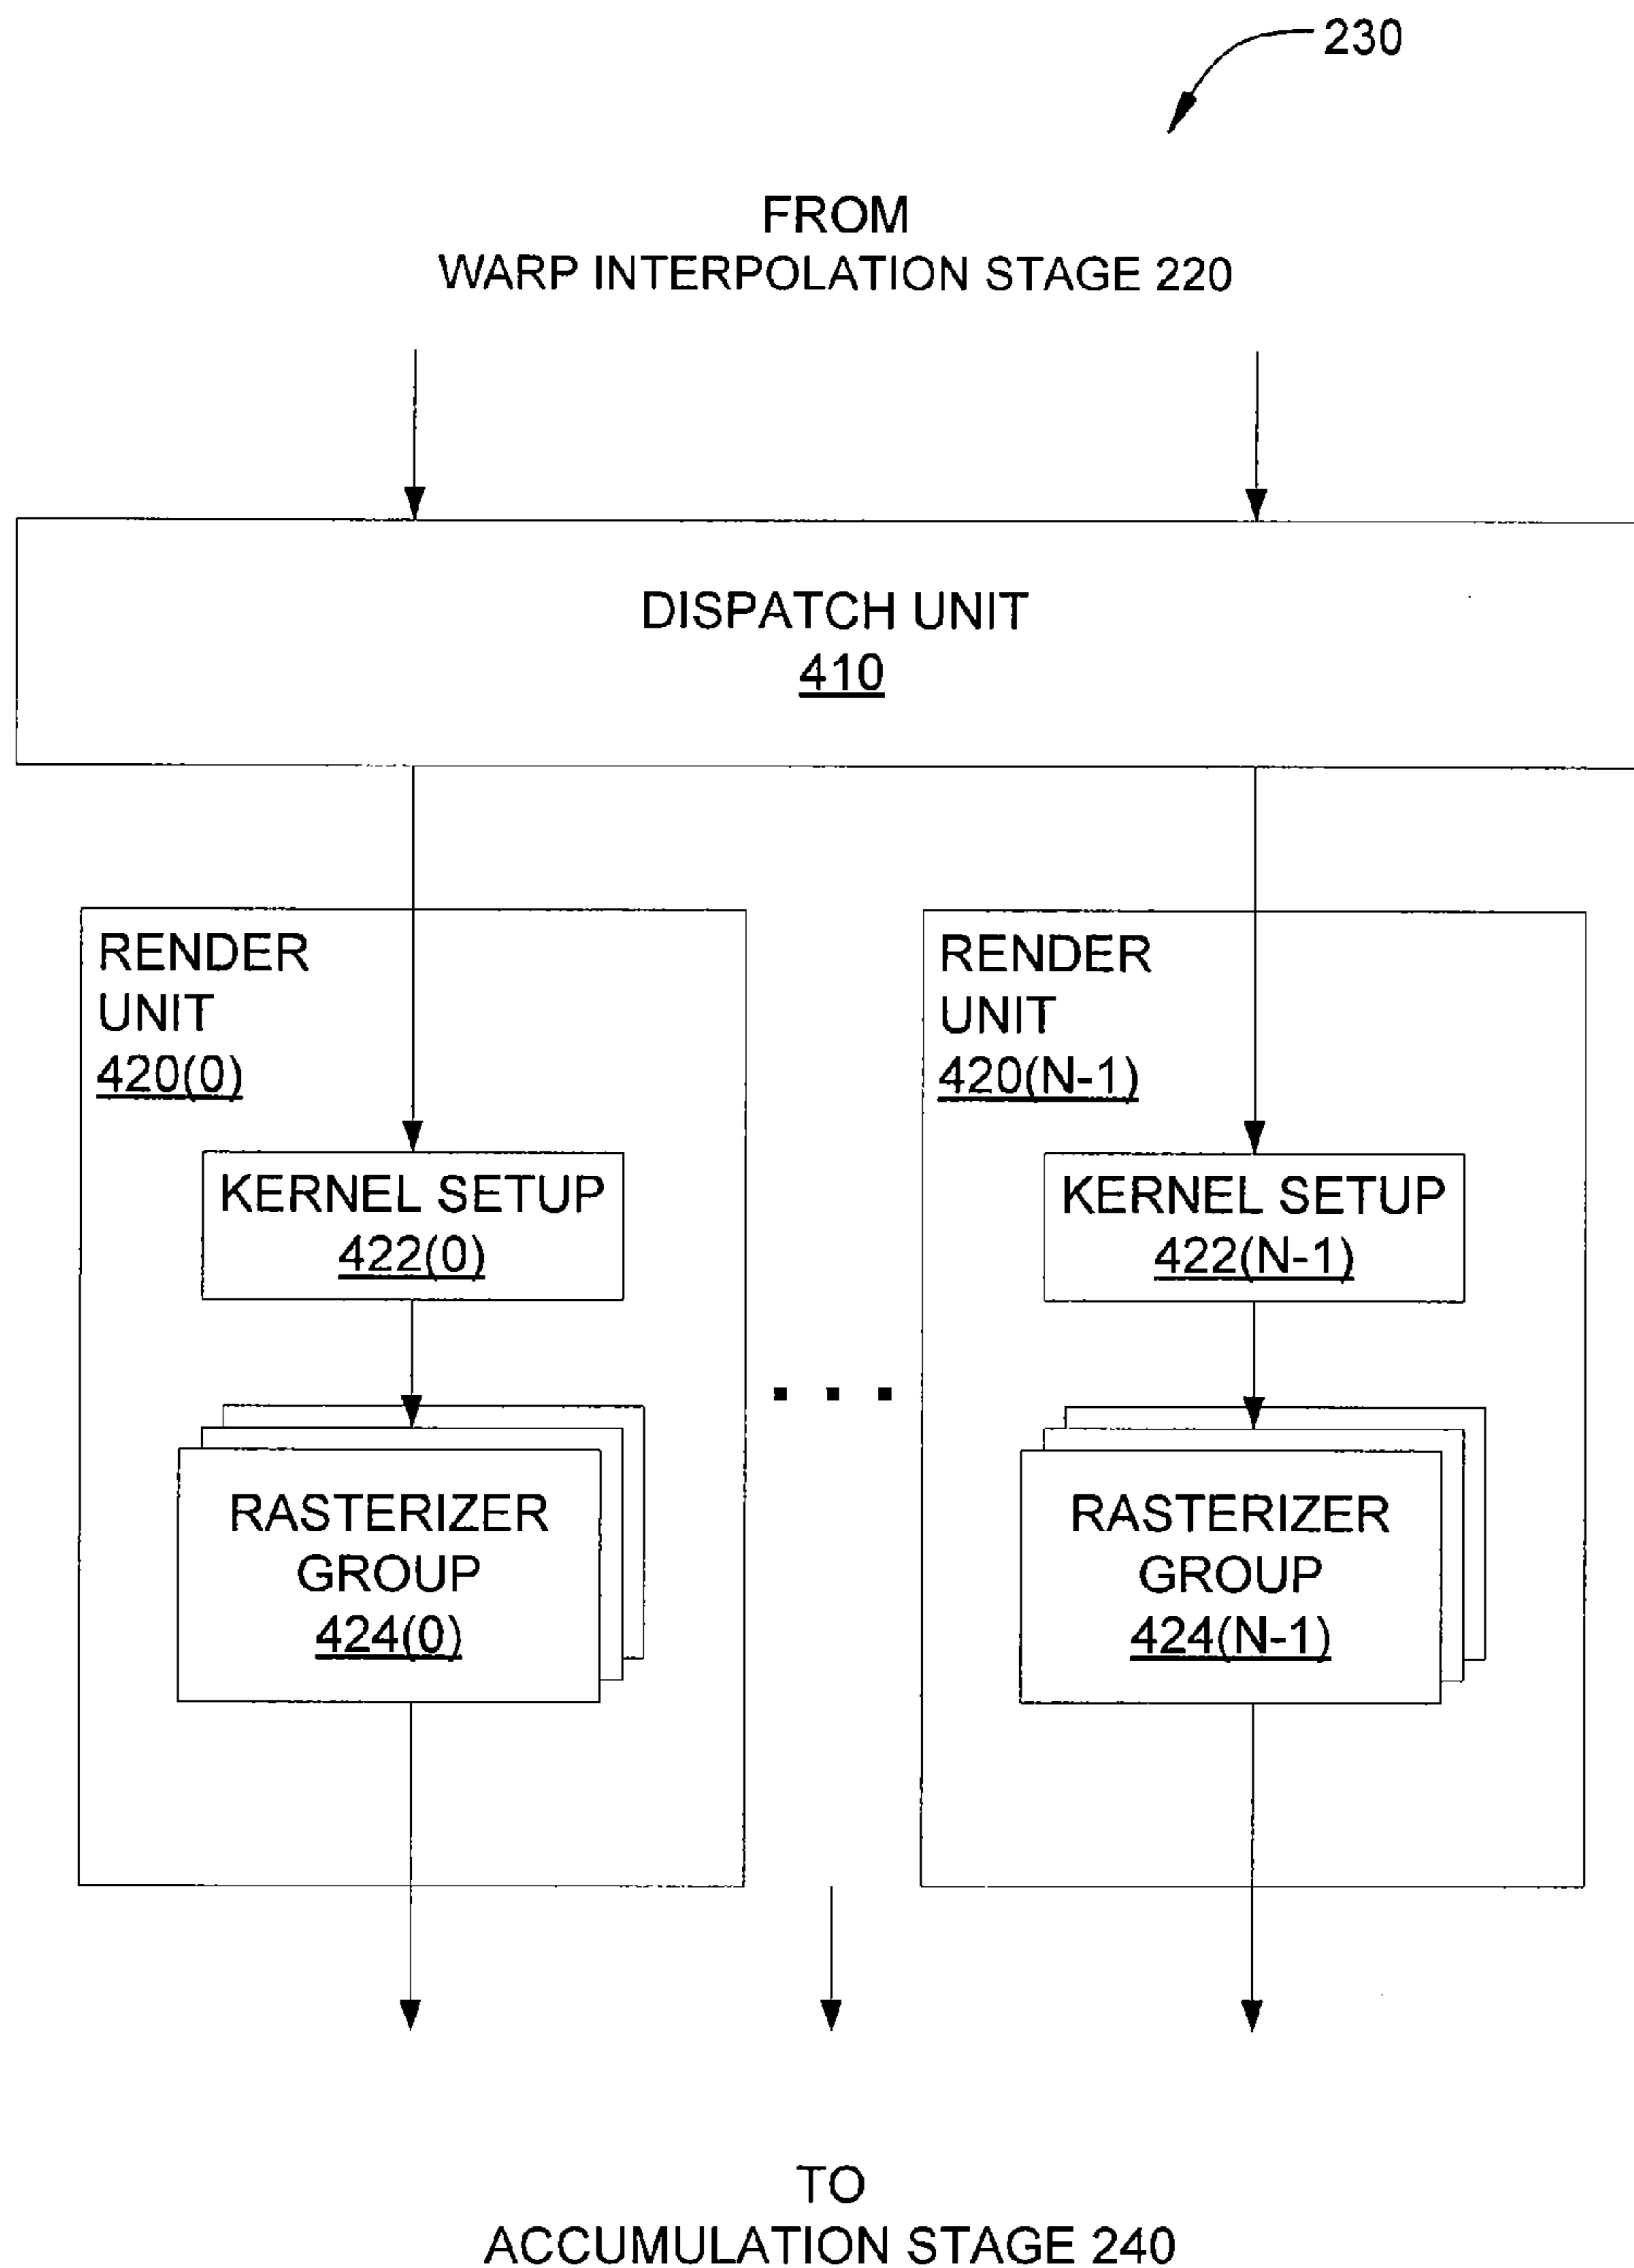 230
FROM
WARP INTERPOLATION STAGE 220
DISPATCH UNIT
410
RENDER
UNIT
420(0)
KERNEL SETUP
422(0)
RASTERIZER
GROUP
424(0)
. . .
RENDER
UNIT
420(N-1)
KERNEL SETUP
422(N-1)
RASTERIZER
GROUP
424(N-1)
TO
ACCUMULATION STAGE 240